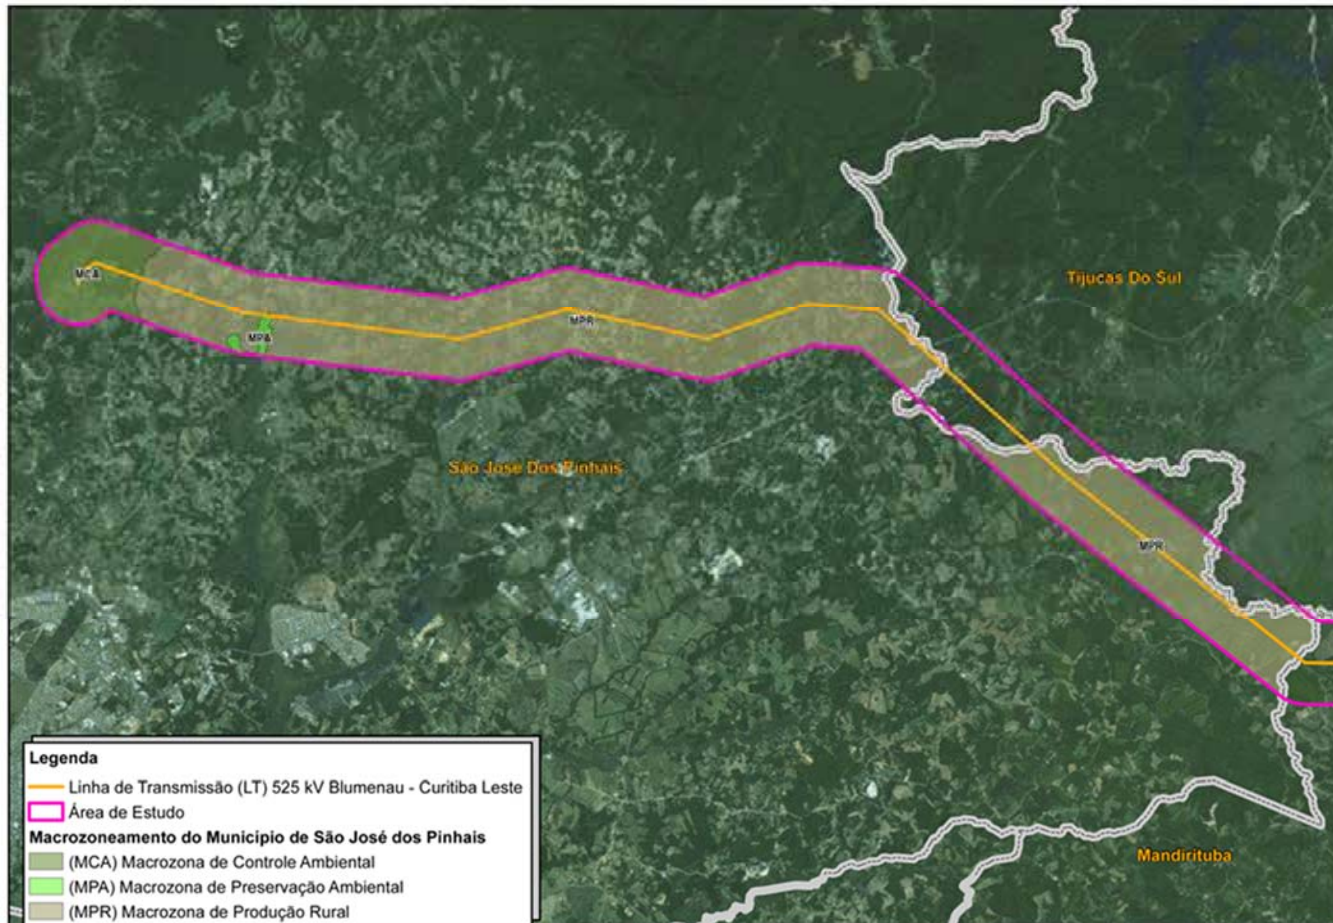 Tijucas Do Sul
MCA
MPR
MPA
São Jose Dos Pinhais
MPR
Mandirituba
Legenda
Linha de Transmissão (LT) 525 kV Blumenau - Curitiba Leste
Área de Estudo
Macrozoneamento do Município de São José dos Pinhais
(MCA) Macrozona de Controle Ambiental
(MPA) Macrozona de Preservação Ambiental
(MPR) Macrozona de Produção Rural